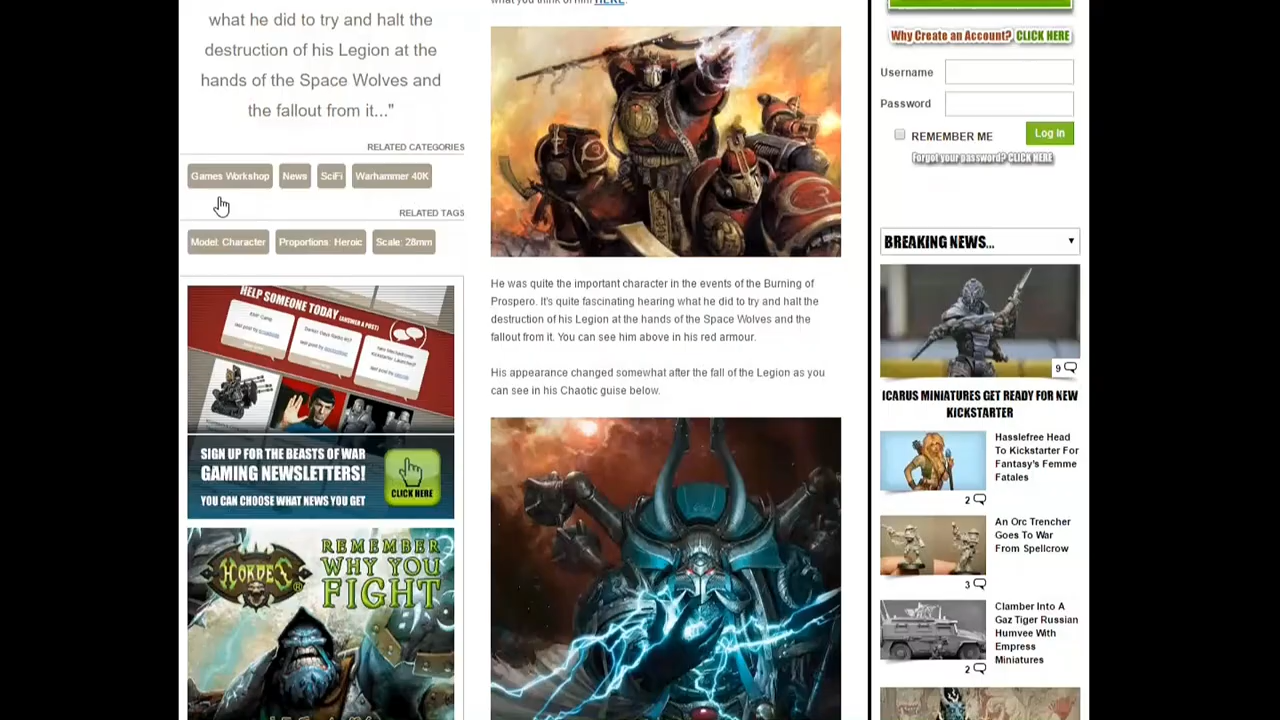 what he did to try and halt the
destruction of his Legion at the
hands of the Space Wolves and
the fallout from it..."
RELATED CATEGORIES
Games Workshop
News
SciFi
Warhammer 40K
RELATED TAGS
Model: Character
Proportions: Heroic
Scale: 28mm
HELP SOMEONE TODAY (ANSWER A POST)
SIGN UP FOR THE BEASTS OF WAR
GAMING NEWSLETTERS!
YOU CAN CHOOSE WHAT NEWS YOU GET
CLICK HERE
HORDES
REMEMBER
WHY YOU
FIGHT
what you think of him HERE.
He was quite the important character in the events of the Burning of
Prospero. It's quite fascinating hearing what he did to try and halt the
destruction of his Legion at the hands of the Space Wolves and the
fallout from it. You can see him above in his red armour.
His appearance changed somewhat after the fall of the Legion as you
can see in his Chaotic guise below.
Why Create an Account? CLICK HERE
Username
Password
REMEMBER ME
Log In
Forgot your password? CLICK HERE
BREAKING NEWS...
9
ICARUS MINIATURES GET READY FOR NEW
KICKSTARTER
Hasslefree Head
To Kickstarter For
Fantasy's Femme
Fatales
2
An Orc Trencher
Goes To War
From Spellcrow
3
Clamber Into A
Gaz Tiger Russian
Humvee With
Empress
Miniatures
2